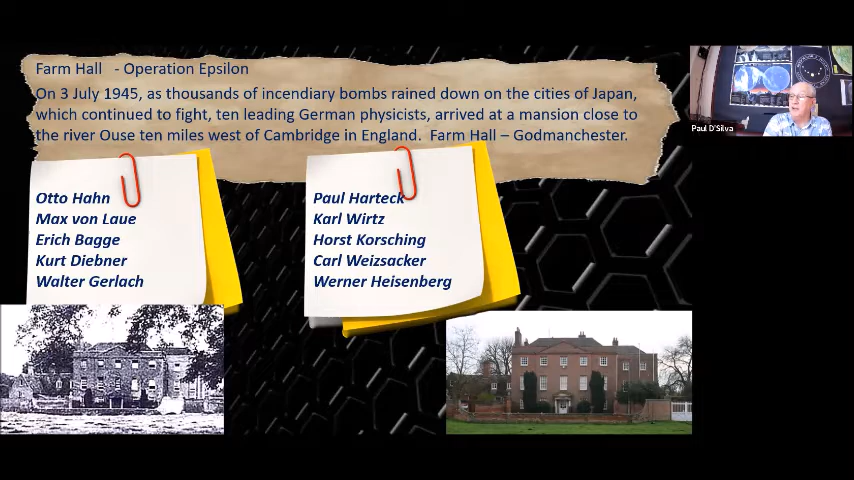 Farm Hall - Operation Epsilon
On 3 July 1945, as thousands of incendiary bombs rained down on the cities of Japan,
which continued to fight, ten leading German physicists, arrived at a mansion close to
the river Ouse ten miles west of Cambridge in England. Farm Hall – Godmanchester.
Otto Hahn
Max von Laue
Erich Bagge
Kurt Diebner
Walter Gerlach
Paul Harteck
Karl Wirtz
Horst Korsching
Carl Weizsacker
Werner Heisenberg
Paul D'Silva